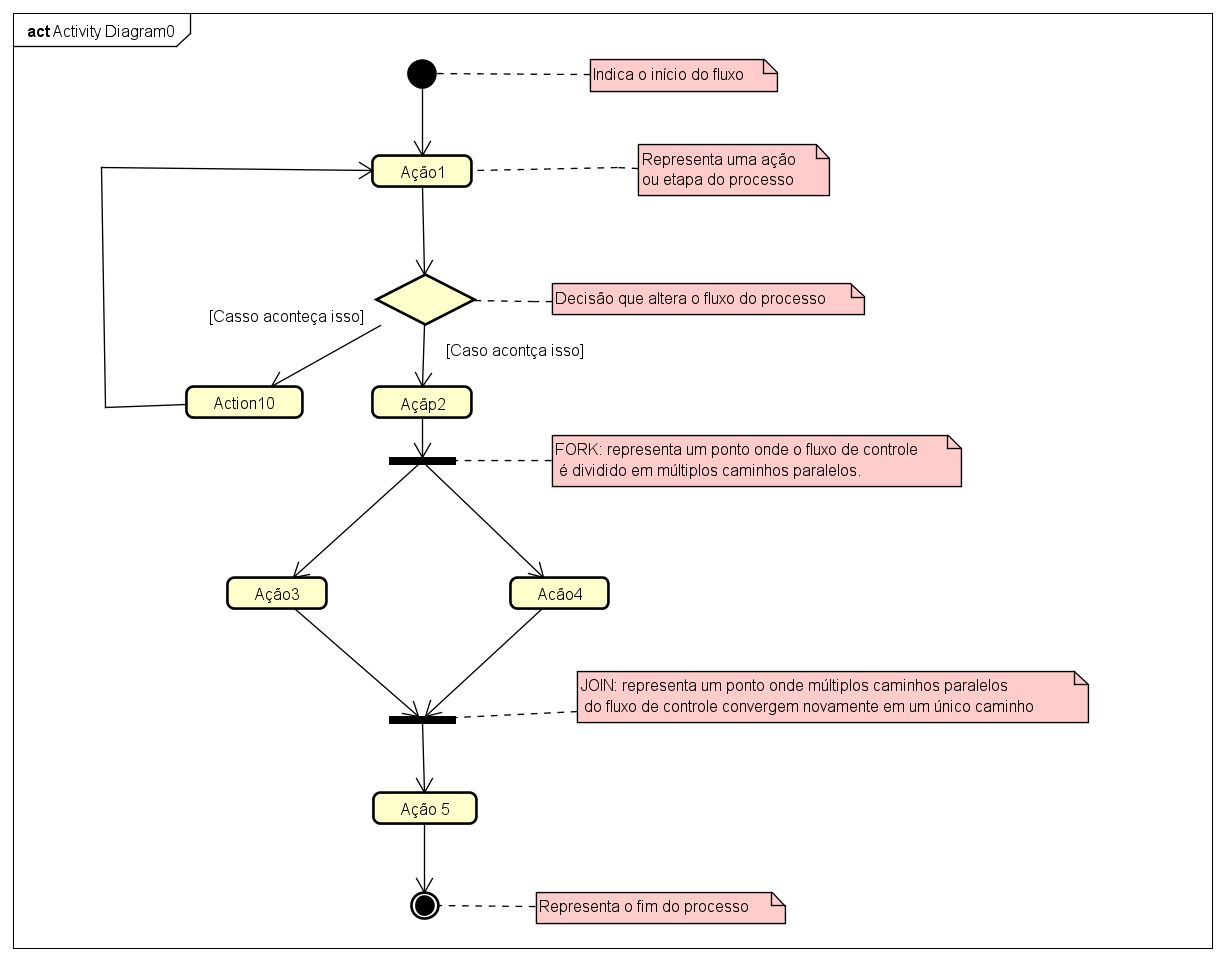 act Activity Diagram0
Indica o início do fluxo
Ação1
Representa uma ação
ou etapa do processo
Decisão que altera o fluxo do processo
[Casso aconteça isso]
[Caso acontça isso]
Action10
Açãp2
FORK: representa um ponto onde o fluxo de controle
é dividido em múltiplos caminhos paralelos.
Ação3
Acão4
JOIN: representa um ponto onde múltiplos caminhos paralelos
do fluxo de controle convergem novamente em um único caminho
Ação 5
Representa o fim do processo